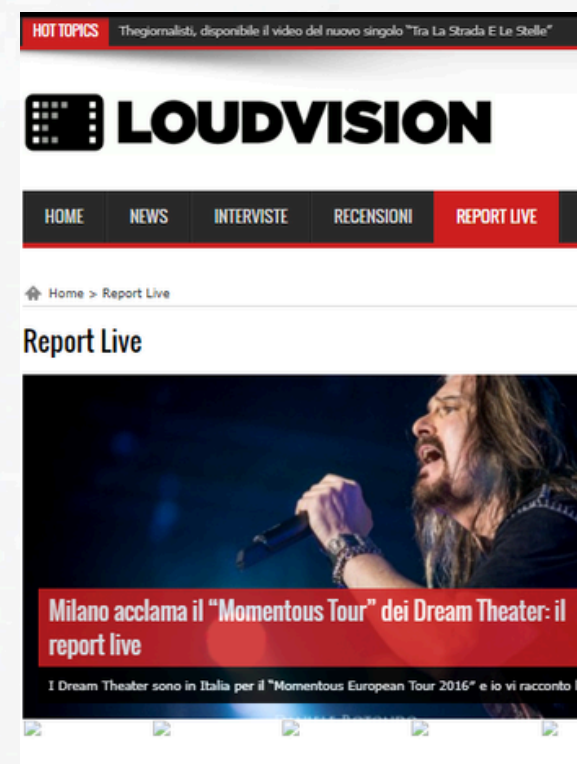 HOT TOPICS Thegiornalisti, disponibile il video del nuovo singolo "Tra La Strada E Le Stelle"
LOUDVISION
HOME NEWS INTERVISTE RECENSIONI REPORT LIVE
Home > Report Live
Report Live
Milano acclama il “Momentous Tour” dei Dream Theater: il
report live
I Dream Theater sono in Italia per il "Momentous European Tour 2016" e io vi racconto